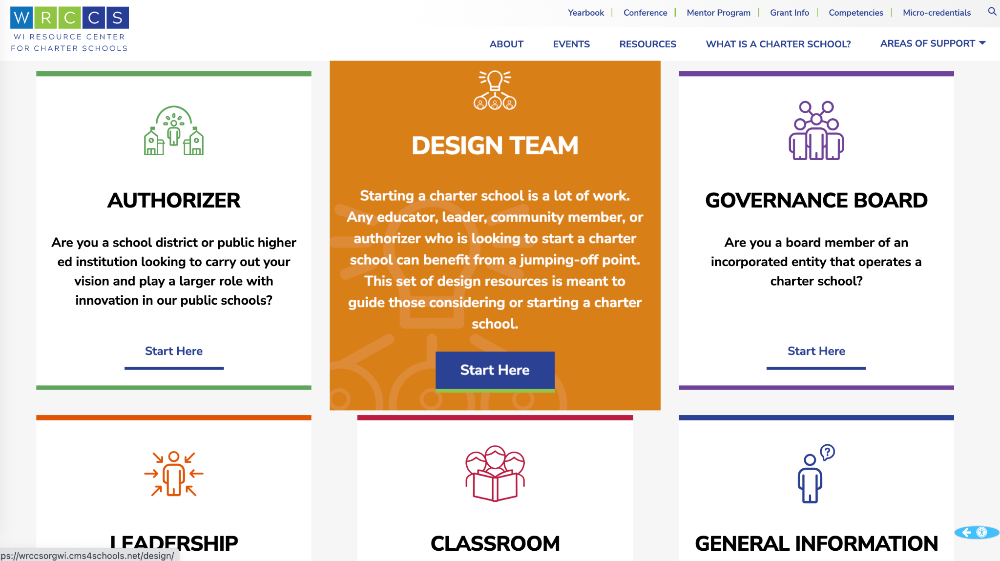 WRCCS
WI RESOURCE CENTER
FOR CHARTER SCHOOLS
Yearbook
Conference
Mentor Program
Grant Info
Competencies
Micro-credentials
ABOUT
EVENTS
RESOURCES
WHAT IS A CHARTER SCHOOL?
AREAS OF SUPPORT
AUTHORIZER
Are you a school district or public higher
ed institution looking to carry out your
vision and play a larger role with
innovation in our public schools?
Start Here
DESIGN TEAM
Starting a charter school is a lot of work.
Any educator, leader, community member, or
authorizer who is looking to start a charter
school can benefit from a jumping-off point.
This set of design resources is meant to
guide those considering or starting a charter
school.
Start Here
GOVERNANCE BOARD
Are you a board member of an
incorporated entity that operates a
charter school?
Start Here
LEADERSHIP
CLASSROOM
?
GENERAL INFORMATION
ps://wrccsorgwi.cms4schools.net/design/